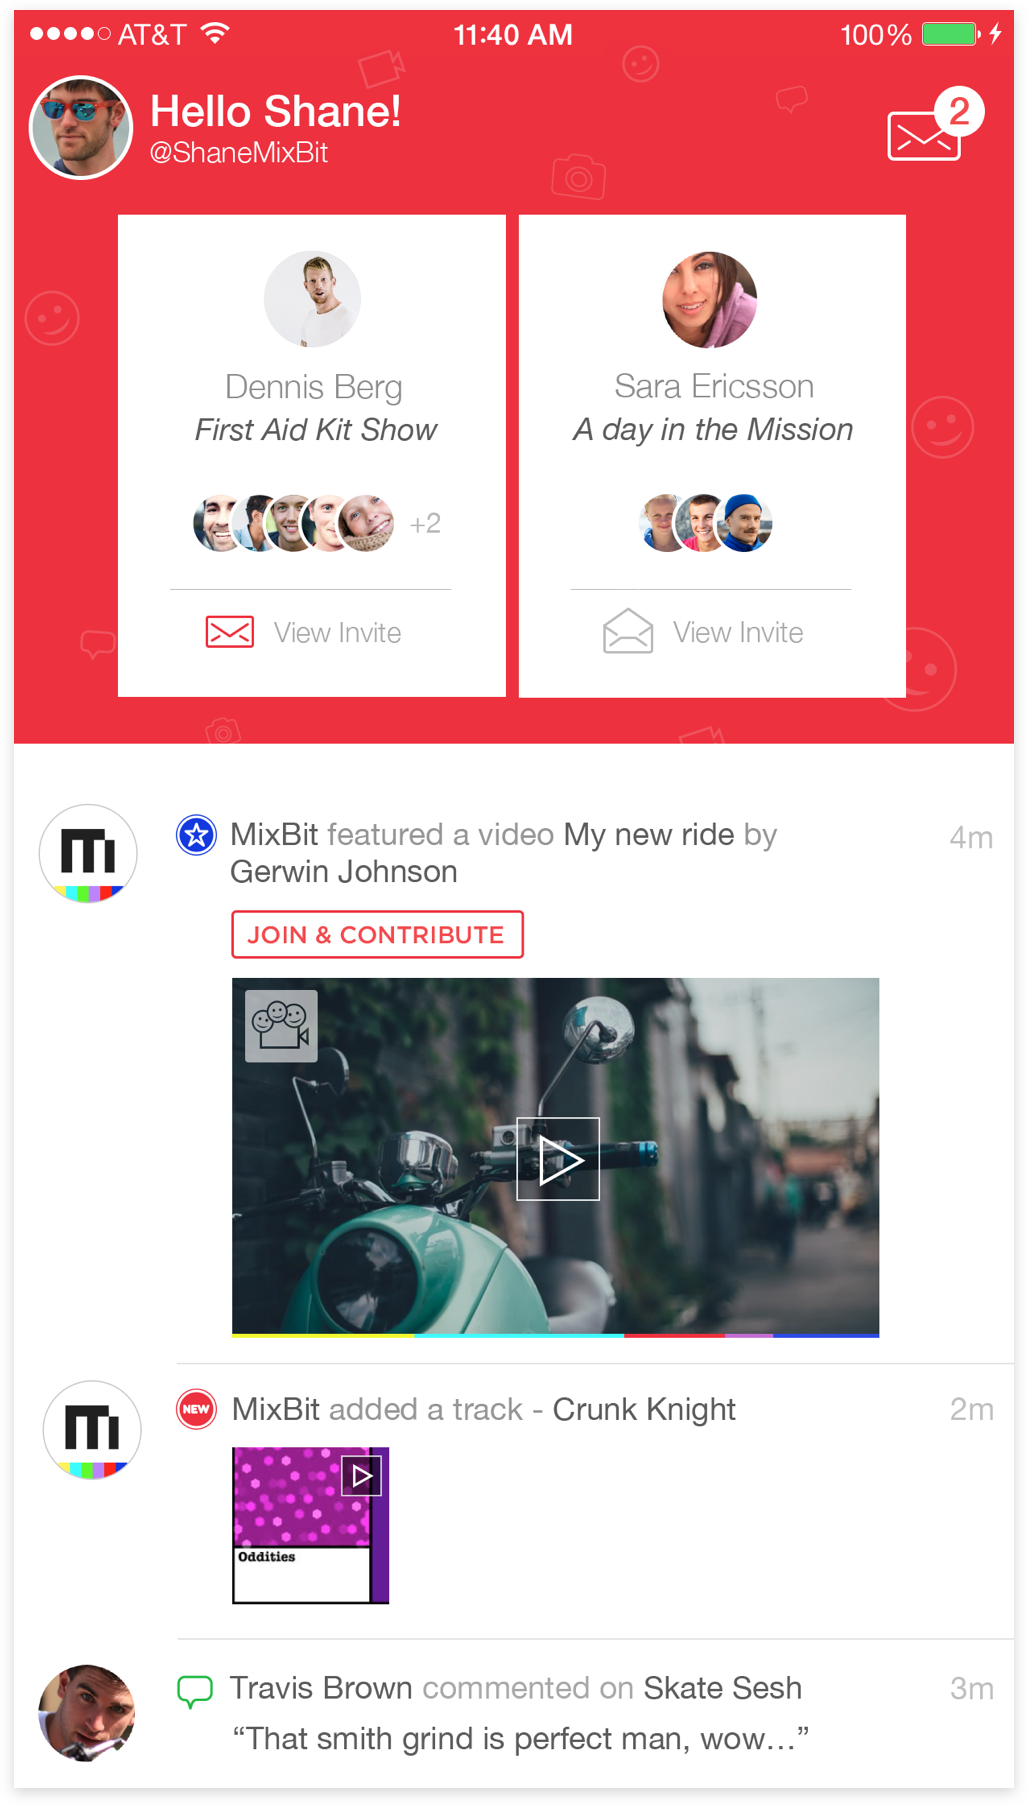 AT&T
11:40 AM
100%
Hello Shane!
@ShaneMixBit
2
Dennis Berg
First Aid Kit Show
+2
View Invite
Sara Ericsson
A day in the Mission
View Invite
MixBit featured a video My new ride by
Gerwin Johnson
4m
JOIN & CONTRIBUTE
NEW
MixBit added a track - Crunk Knight
2m
Oddities
Travis Brown commented on Skate Sesh
3m
“That smith grind is perfect man, wow...”